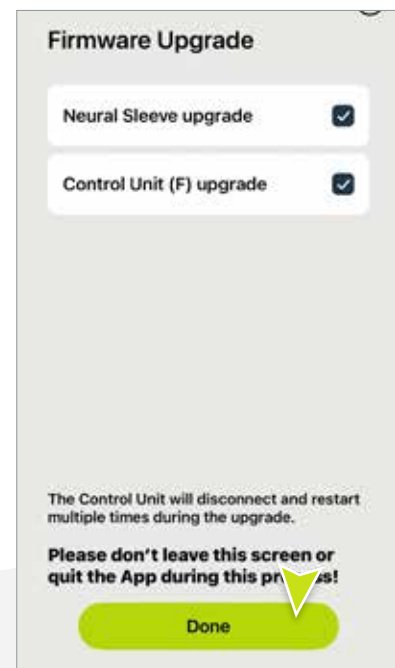 Firmware Upgrade
Neural Sleeve upgrade
Control Unit (F) upgrade
The Control Unit will disconnect and restart
multiple times during the upgrade.
Please don't leave this screen or
quit the App during this
Done